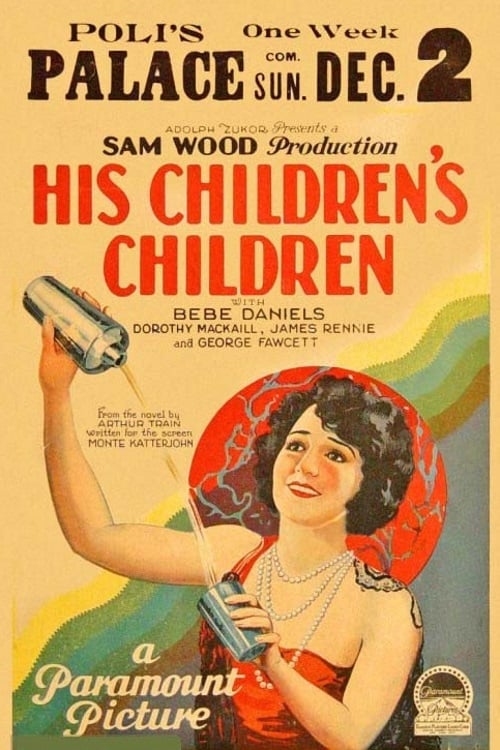 POLI'S One Week
PALACE COM. SUN. DEC. 2
ADOLPH ZUKOR Presents a
SAM WOOD Production
HIS CHILDREN'S
CHILDREN
WITH
BEBE DANIELS
DOROTHY MACKAILL, JAMES RENNIE
and GEORGE FAWCETT
From the novel by
ARTHUR TRAIN
written for the screen
MONTE KATTERJOHN
a
Paramount
Picture
Paramount
Pictures